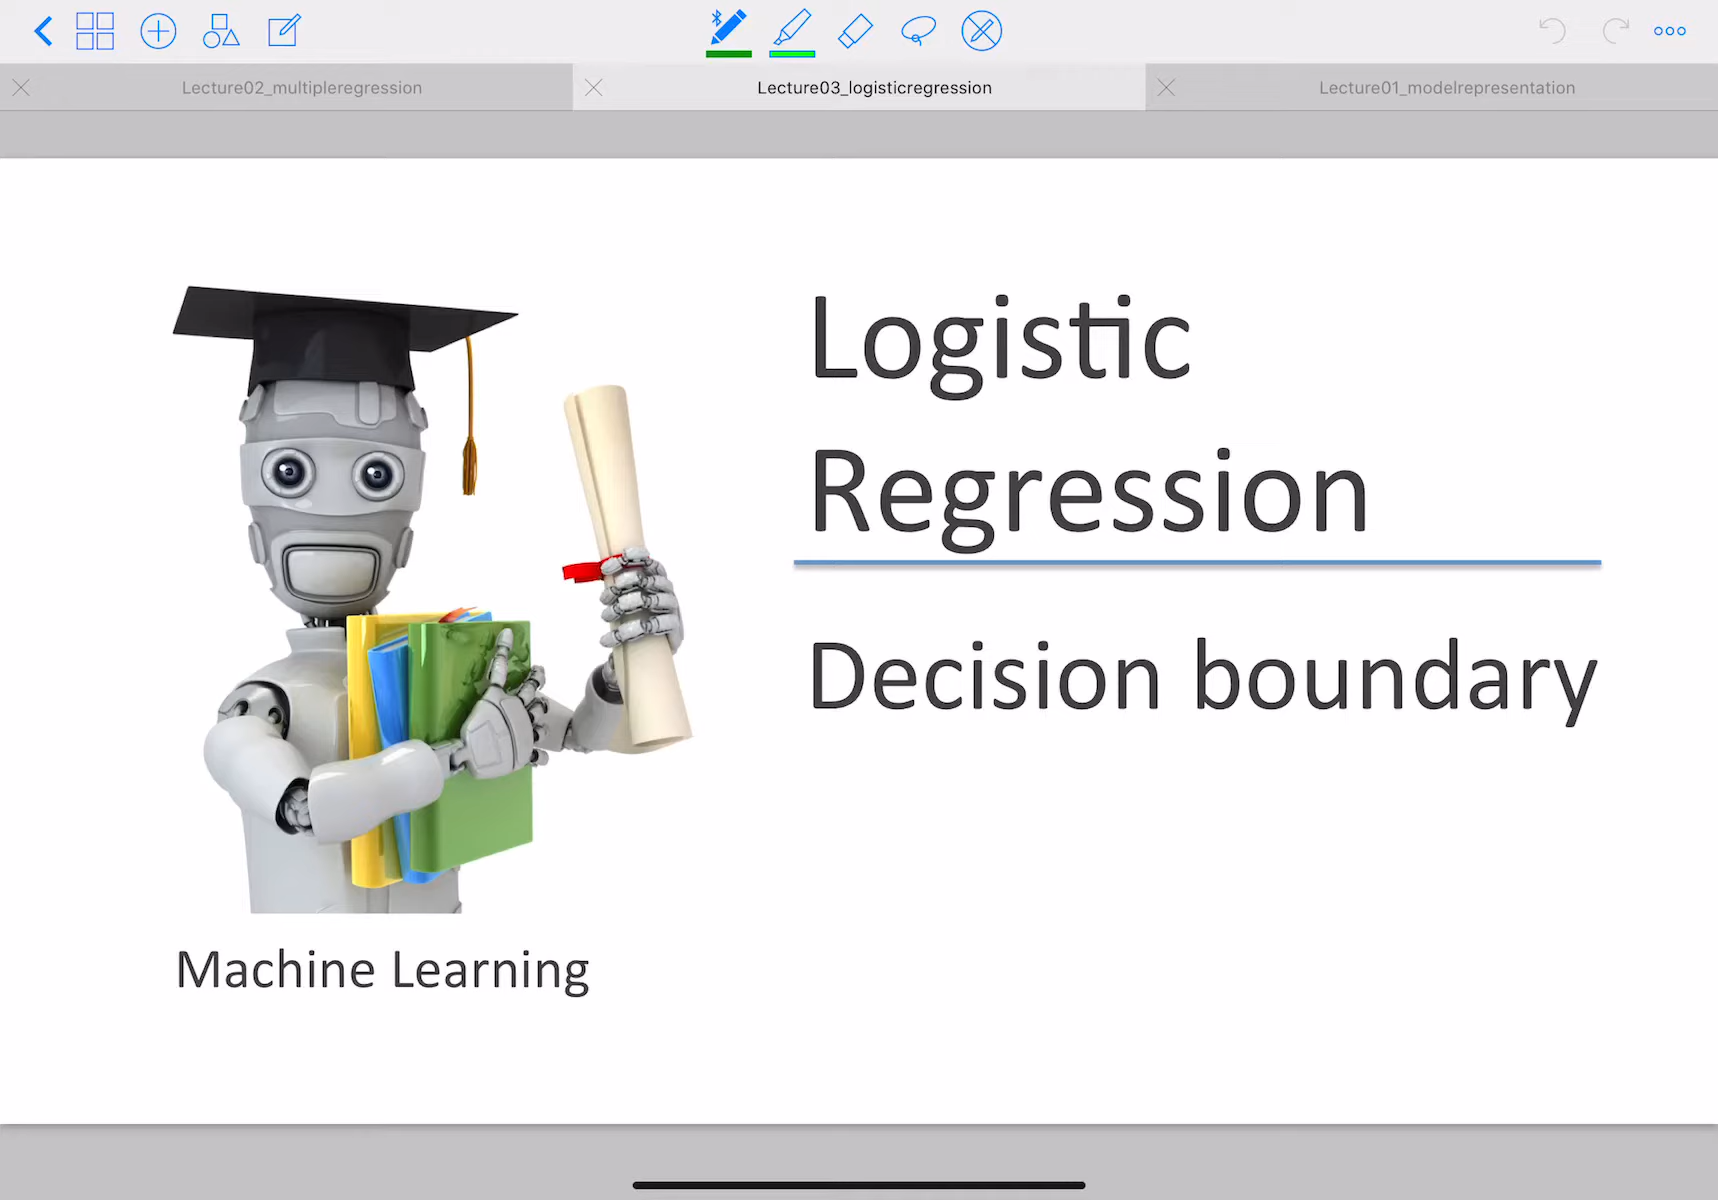 Lecture02_multipleregression
Lecture03_logisticregression
Lecture01_modelrepresentation
Logistic
Regression
Decision boundary
Machine Learning